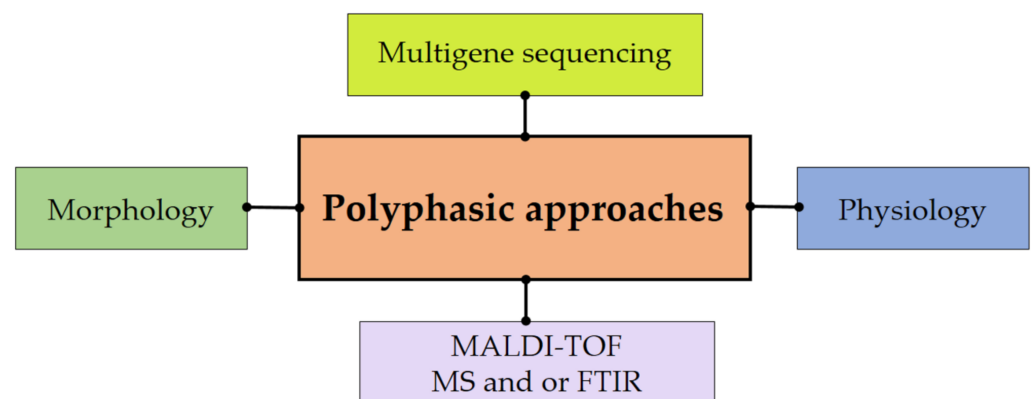 Multigene sequencing
Morphology
Polyphasic approaches
Physiology
MALDI-TOF
MS and or FTIR